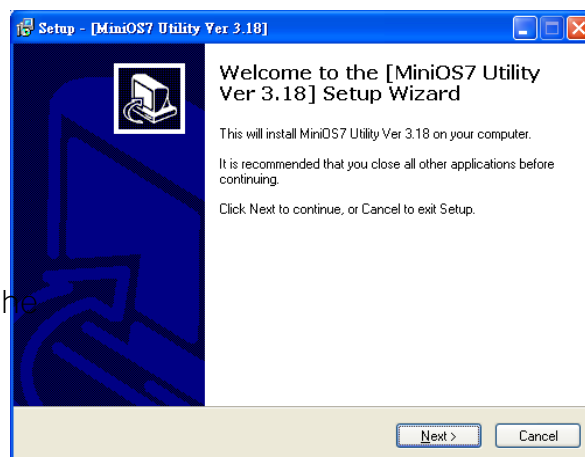 Setup - [MiniOS7 Utility Ver 3.18]
Welcome to the [MiniOS7 Utility
Ver 3.18] Setup Wizard
This will install MiniOS7 Utility Ver 3.18 on your computer.
It is recommended that you close all other applications before
continuing.
Click Next to continue, or Cancel to exit Setup.
he
Next >
Cancel